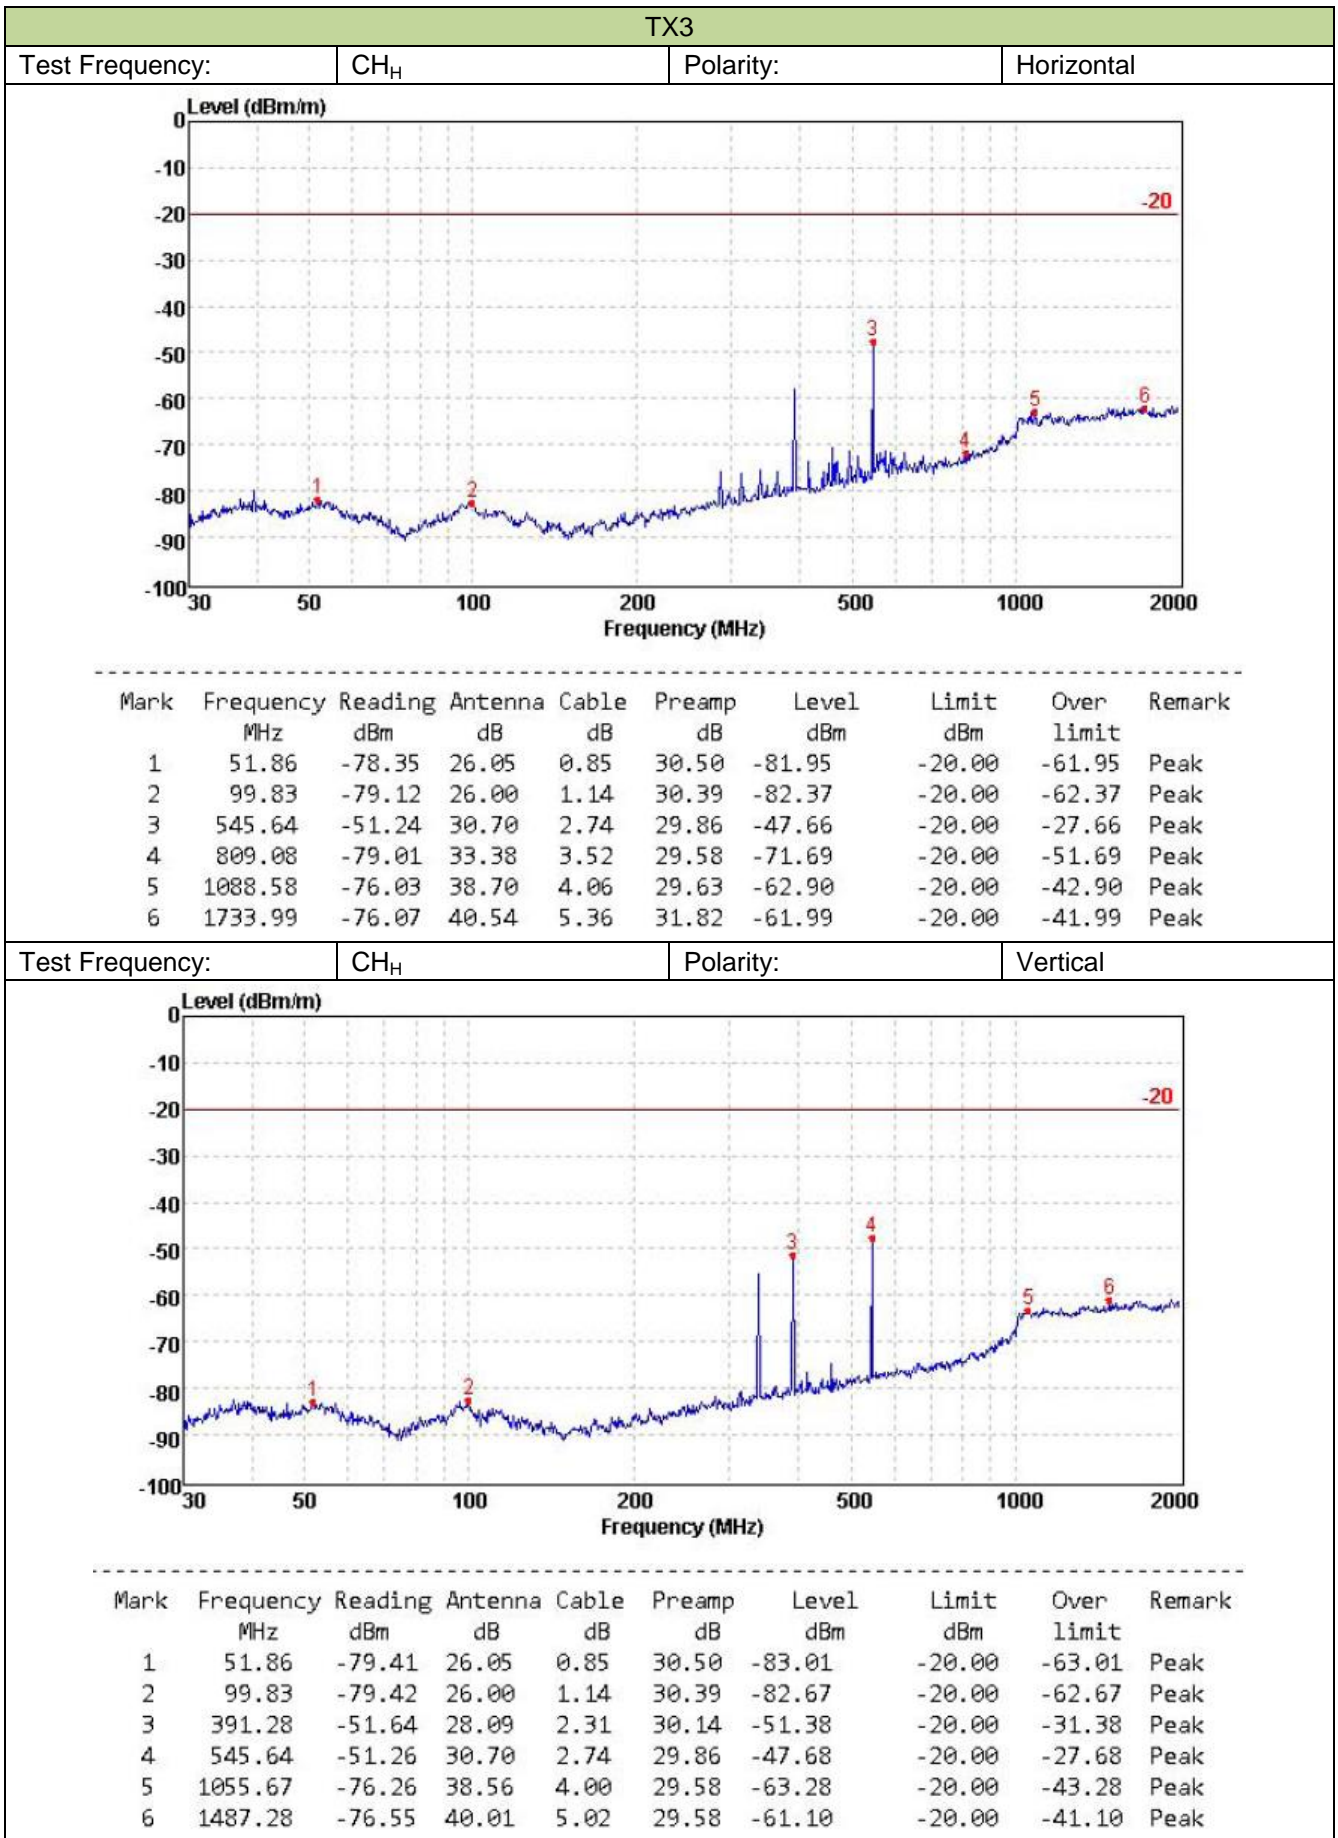 TX3
Test Frequency: CHH Polarity: Horizontal
Level (dBm/m)
0
-10
-20 -20
-30
-40
-50
-60
-70
-80
-90
-100
3
5
6
4
1
2
30 50 100 200 500 1000 2000
Frequency (MHz)
Mark Frequency Reading Antenna Cable Preamp Level Limit Over Remark
MHz dBm dB dB dB dBm dBm limit
1 51.86 -78.35 26.05 0.85 30.50 -81.95 -20.00 -61.95 Peak
2 99.83 -79.12 26.00 1.14 30.39 -82.37 -20.00 -62.37 Peak
3 545.64 -51.24 30.70 2.74 29.86 -47.66 -20.00 -27.66 Peak
4 809.08 -79.01 33.38 3.52 29.58 -71.69 -20.00 -51.69 Peak
5 1088.58 -76.03 38.70 4.06 29.63 -62.90 -20.00 -42.90 Peak
6 1733.99 -76.07 40.54 5.36 31.82 -61.99 -20.00 -41.99 Peak
Test Frequency: CHH Polarity: Vertical
Level (dBm/m)
0
-10
-20 -20
-30
-40
-50
-60
-70
-80
-90
-100
4
3
6
5
1
2
30 50 100 200 500 1000 2000
Frequency (MHz)
Mark Frequency Reading Antenna Cable Preamp Level Limit Over Remark
MHz dBm dB dB dB dBm dBm limit
1 51.86 -79.41 26.05 0.85 30.50 -83.01 -20.00 -63.01 Peak
2 99.83 -79.42 26.00 1.14 30.39 -82.67 -20.00 -62.67 Peak
3 391.28 -51.64 28.09 2.31 30.14 -51.38 -20.00 -31.38 Peak
4 545.64 -51.26 30.70 2.74 29.86 -47.68 -20.00 -27.68 Peak
5 1055.67 -76.26 38.56 4.00 29.58 -63.28 -20.00 -43.28 Peak
6 1487.28 -76.55 40.01 5.02 29.58 -61.10 -20.00 -41.10 Peak